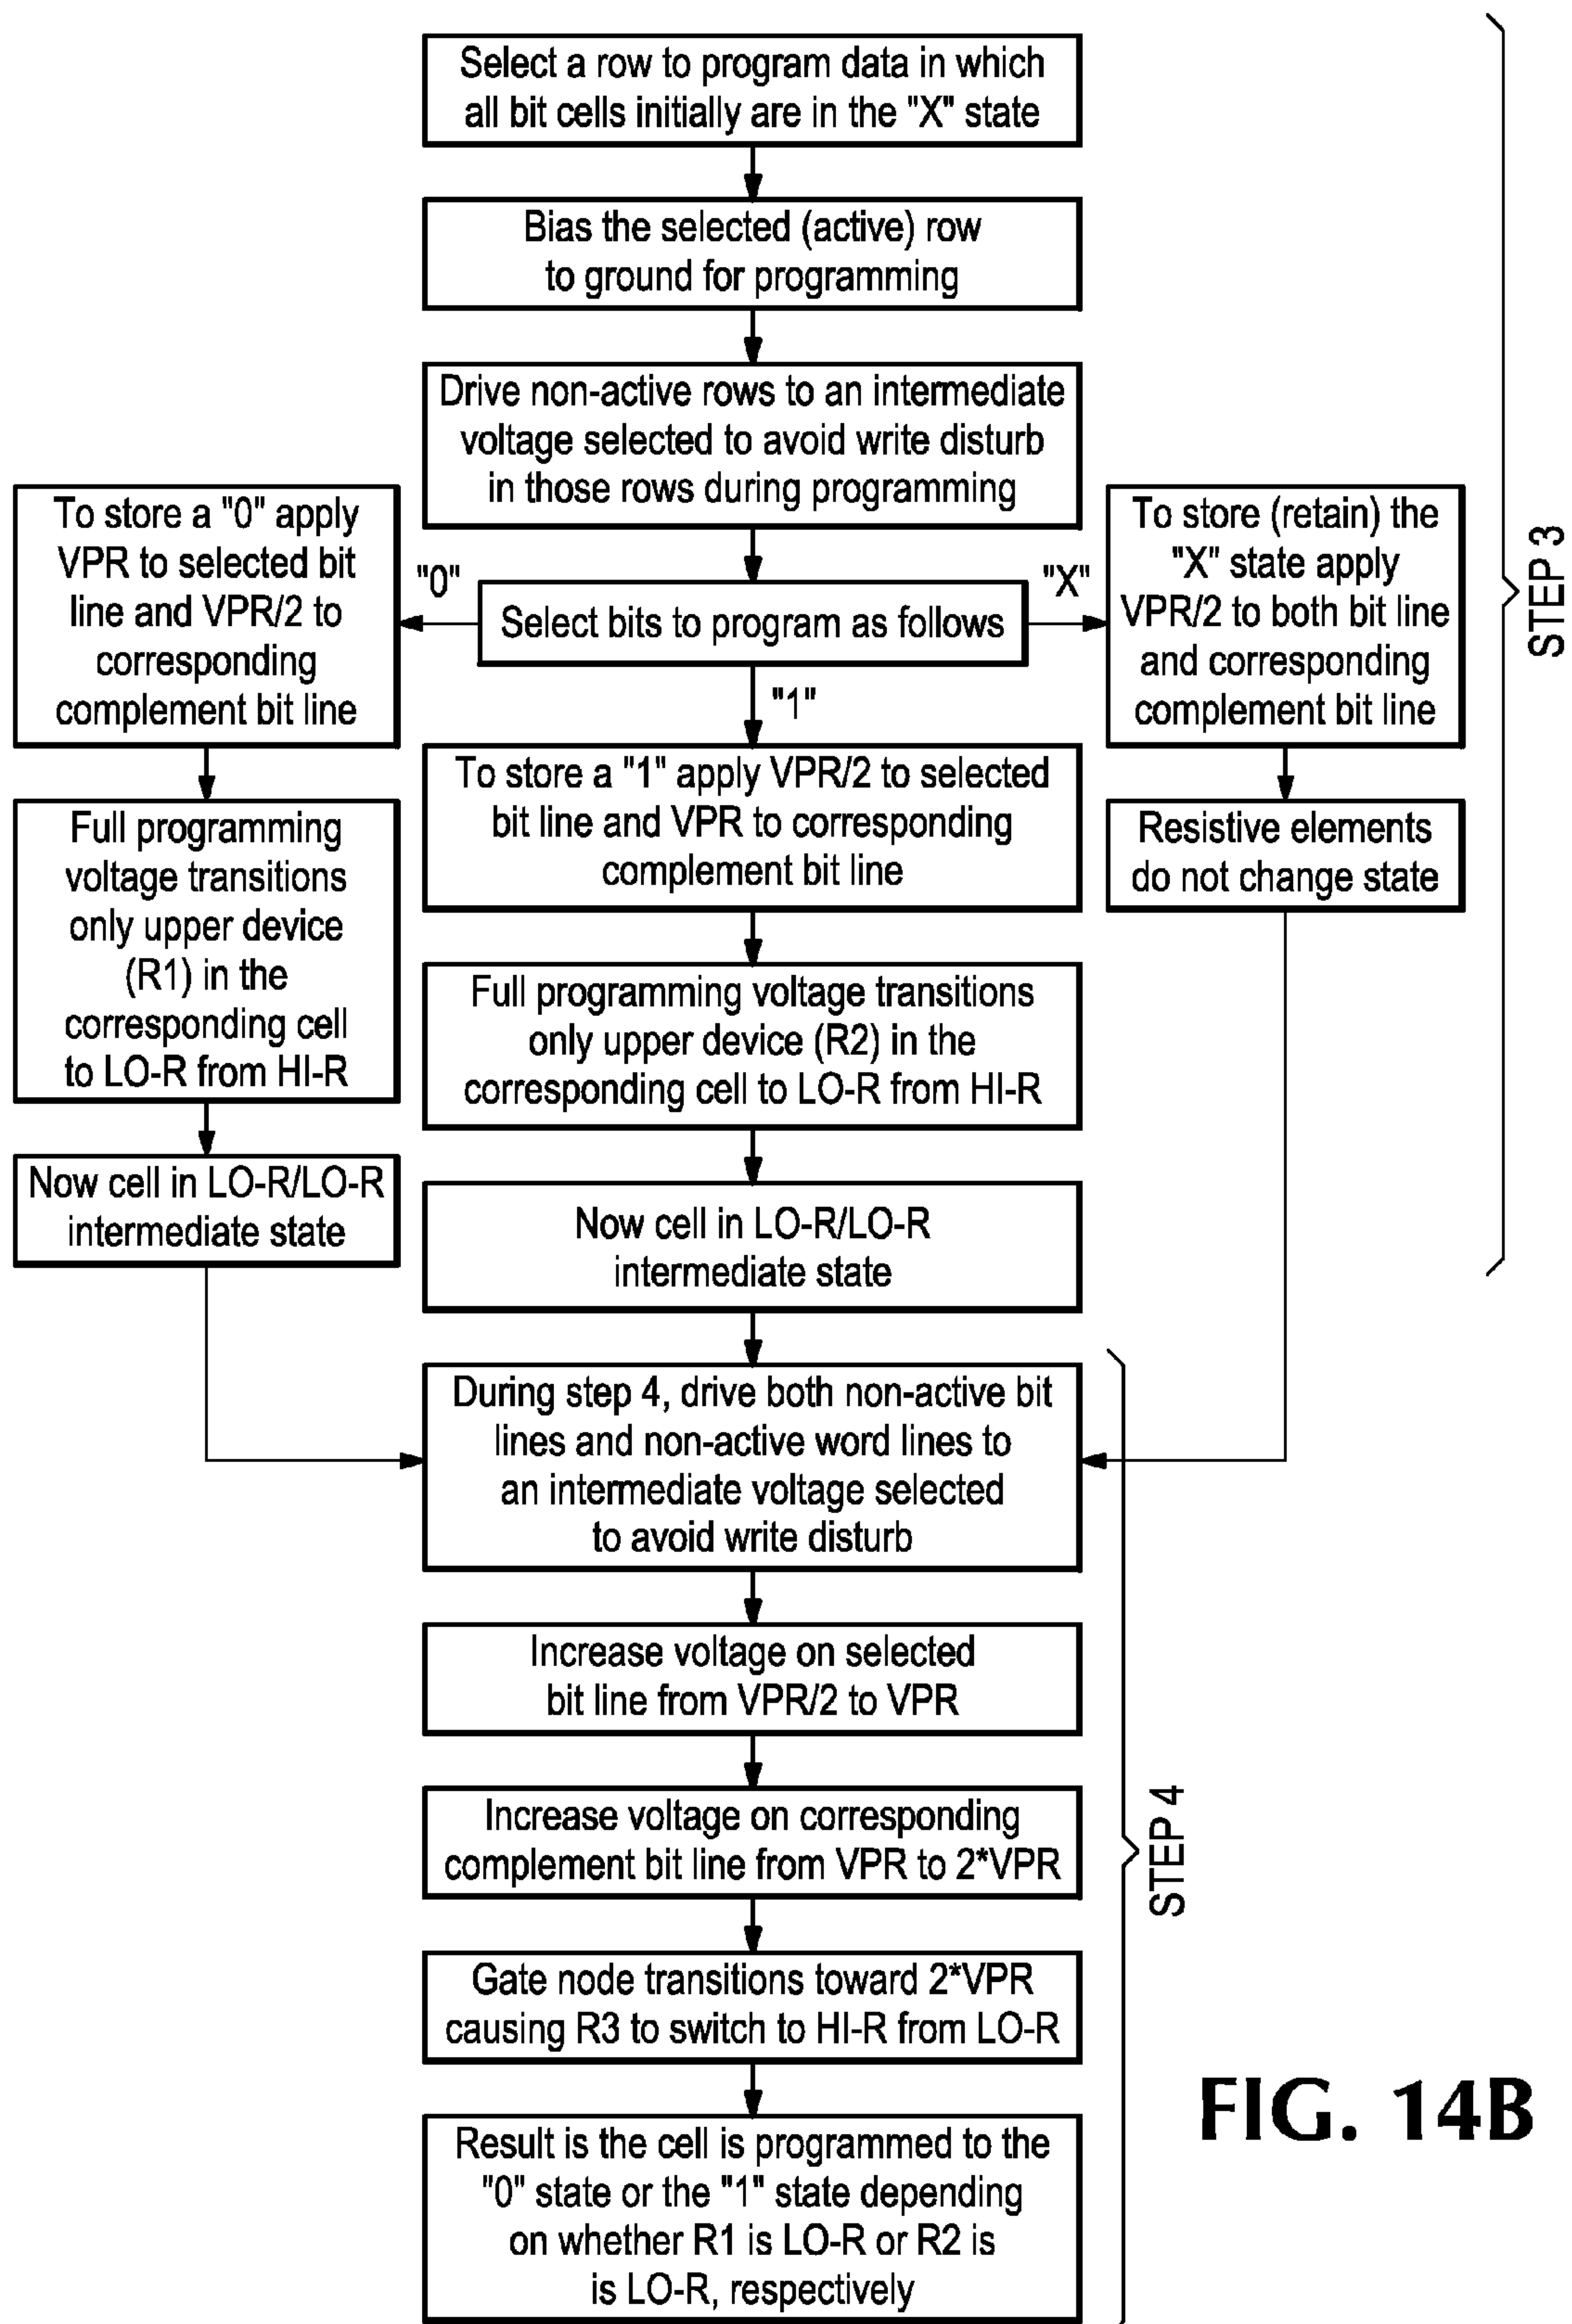 Select a row to program data in which
all bit cells initially are in the "X" state
Bias the selected (active) row
to ground for programming
Drive non-active rows to an intermediate
voltage selected to avoid write disturb
in those rows during programming
Select bits to program as follows
"0"
"X"
"1"
To store a "0" apply
VPR to selected bit
line and VPR/2 to
corresponding
complement bit line
Full programming
voltage transitions
only upper device
(R1) in the
corresponding cell
to LO-R from HI-R
Now cell in LO-R/LO-R
intermediate state
To store a "1" apply VPR/2 to selected
bit line and VPR to corresponding
complement bit line
Full programming voltage transitions
only upper device (R2) in the
corresponding cell to LO-R from HI-R
Now cell in LO-R/LO-R
intermediate state
To store (retain) the
"X" state apply
VPR/2 to both bit line
and corresponding
complement bit line
Resistive elements
do not change state
STEP 3
During step 4, drive both non-active bit
lines and non-active word lines to
an intermediate voltage selected
to avoid write disturb
Increase voltage on selected
bit line from VPR/2 to VPR
Increase voltage on corresponding
complement bit line from VPR to 2*VPR
Gate node transitions toward 2*VPR
causing R3 to switch to HI-R from LO-R
Result is the cell is programmed to the
"0" state or the "1" state depending
on whether R1 is LO-R or R2 is
is LO-R, respectively
STEP 4
FIG. 14B